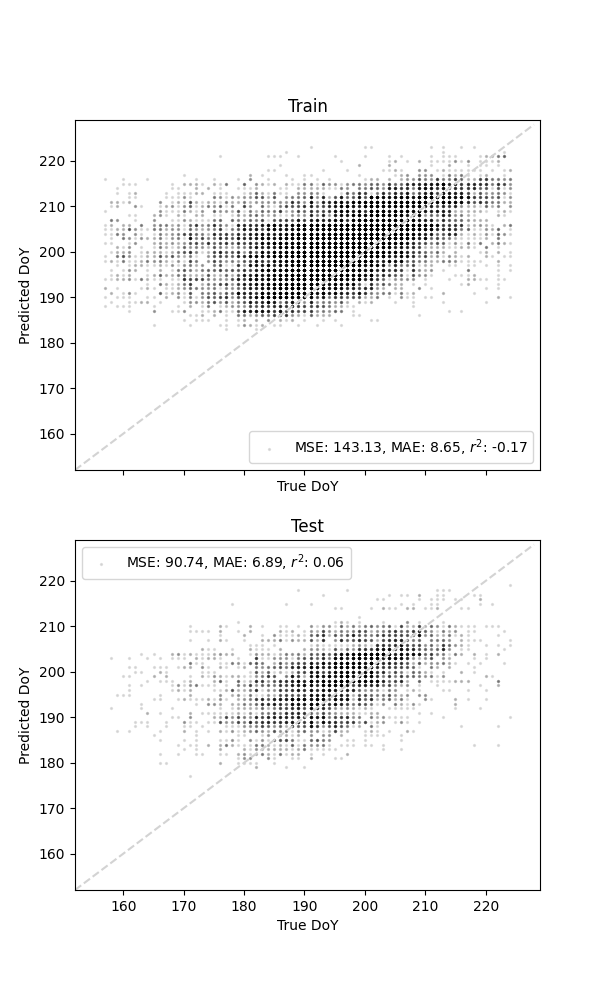 Train
220
210
200
190
180
170
160
Predicted DoY
MSE: 143.13, MAE: 8.65, r²: -0.17
True DoY
Test
MSE: 90.74, MAE: 6.89, r²: 0.06
220
210
200
190
180
170
160
Predicted DoY
160 170 180 190 200 210 220
True DoY